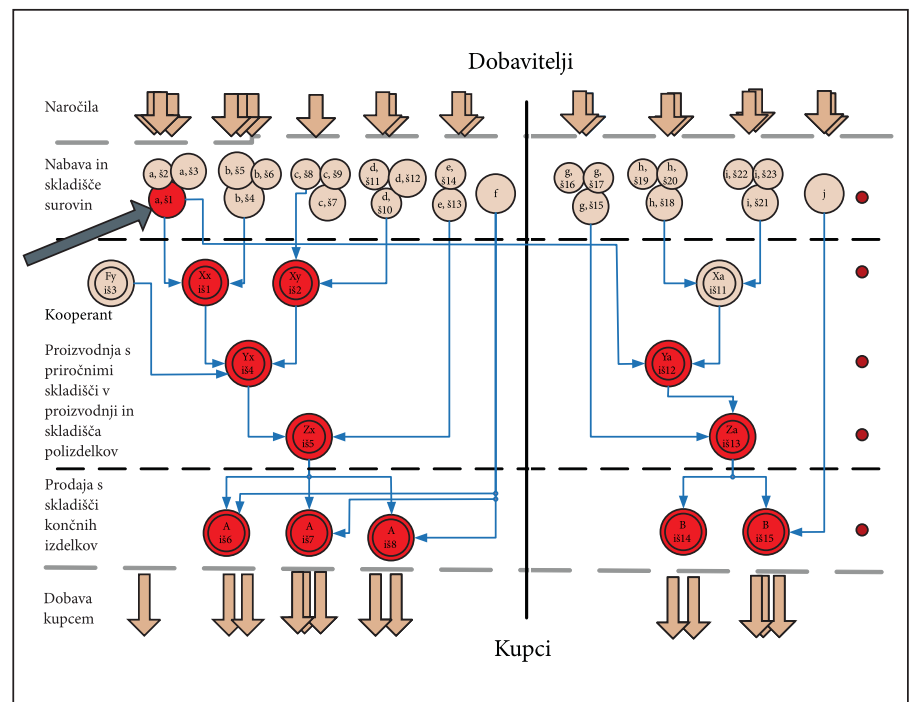 Dobavitelji
Naročila
Nabava in
skladišče
surovin
a, š2
a, š3
a, š1
b, š5
b, š6
b, š4
c, š8
c, š9
c, š7
d,
š11
d, š12
d,
š10
e,
š14
e, š13
f
g,
š16
g,
š17
g, š15
h,
š19
h,
š20
h, š18
i, š22
i, š23
i, š21
j
Fy
iš3
Xx
iš1
Xy
iš2
Xa
iš11
Kooperant
Proizvodnja s
priročnimi
skladišči v
proizvodnji in
skladišča
polizdelkov
Yx
iš4
Ya
iš12
Zx
iš5
Za
iš13
Prodaja s
skladišči
končnih
izdelkov
A
iš6
A
iš7
A
iš8
B
iš14
B
iš15
Dobava
kupcem
Kupci